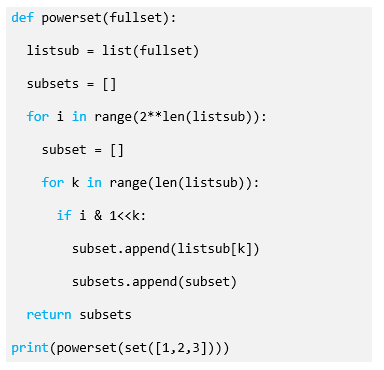 def powerset(fullset):
  listsub = list(fullset)
  subsets = []
  for i in range(2**len(listsub)):
    subset = []
    for k in range(len(listsub)):
      if i & 1<<k:
        subset.append(listsub[k])
        subsets.append(subset)
  return subsets
print(powerset(set([1,2,3])))